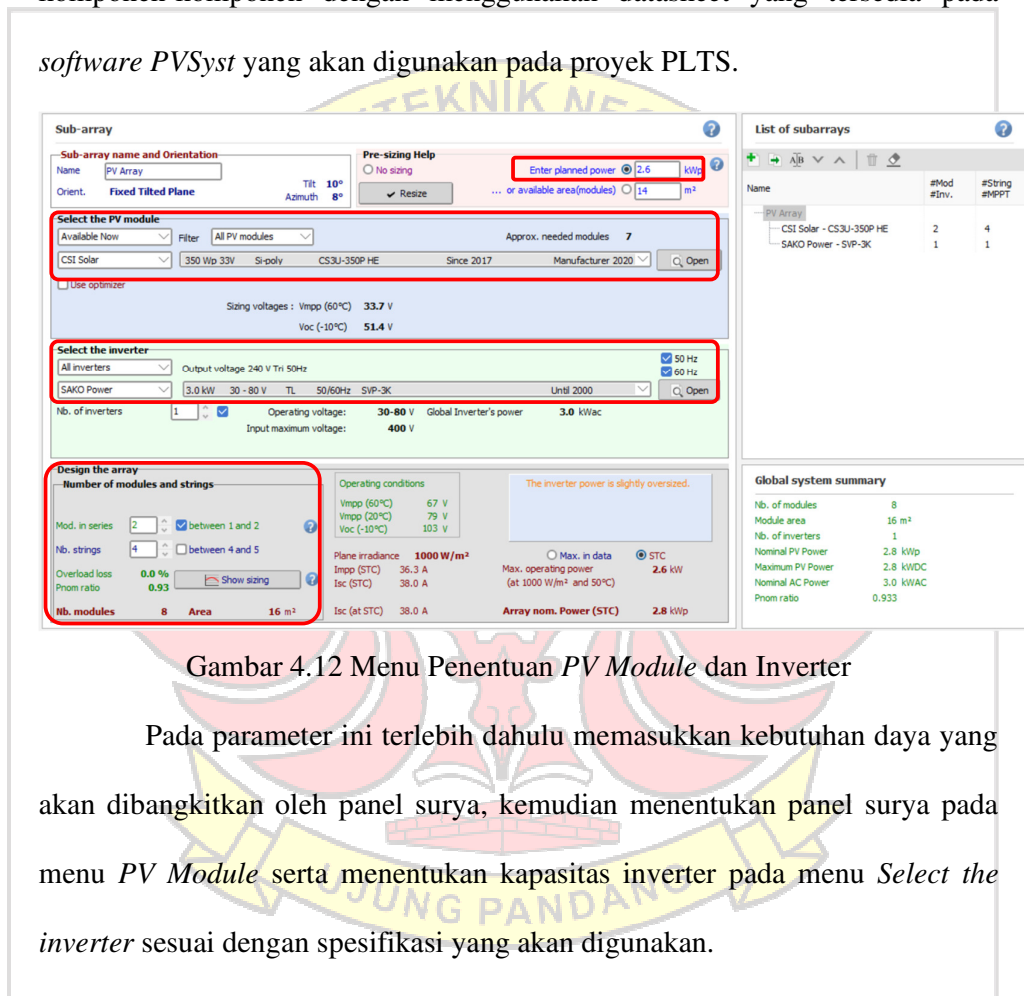 komponen-komponen dengan menggunakan datasheet yang tersedia pada
software PVSyst yang akan digunakan pada proyek PLTS.
Sub-array
Sub-array name and Orientation
Name PV Array
Orient. Fixed Tilted Plane
Tilt 10°
Azimuth 8°
Pre-sizing Help
No sizing
Enter planned power 2.6 kWp
Resize
... or available area(modules) 14 m²
Select the PV module
Available Now Filter All PV modules Approx. needed modules 7
CSI Solar 350 Wp 33V Si-poly CS3U-350P HE Since 2017 Manufacturer 2020 Open
Use optimizer
Sizing voltages : Vmpp (60°C) 33.7 V
Voc (-10°C) 51.4 V
Select the inverter
All inverters Output voltage 240 V Tri 50Hz
50 Hz
60 Hz
SAKO Power 3.0 kW 30 - 80 V TL 50/60Hz SVP-3K Until 2000 Open
Nb. of inverters 1 Operating voltage: 30-80 V Global Inverter's power 3.0 kWac
Input maximum voltage: 400 V
Design the array
Number of modules and strings
Mod. in series 2 between 1 and 2
Nb. strings 4 between 4 and 5
Overload loss 0.0 %
Pnom ratio 0.93
Show sizing
Nb. modules 8 Area 16 m²
Operating conditions
Vmpp (60°C) 67 V
Vmpp (20°C) 79 V
Voc (-10°C) 103 V
The inverter power is slightly oversized.
Plane irradiance 1000 W/m²
Max. in data STC
Impp (STC) 36.3 A
Max. operating power 2.6 kW
Isc (STC) 38.0 A
(at 1000 W/m² and 50°C)
Isc (at STC) 38.0 A
Array nom. Power (STC) 2.8 kWp
List of subarrays
Name #Mod #String
#Inv. #MPPT
PV Array
CSI Solar - CS3U-350P HE 2 4
SAKO Power - SVP-3K 1 1
Global system summary
Nb. of modules 8
Module area 16 m²
Nb. of inverters 1
Nominal PV Power 2.8 kWp
Maximum PV Power 2.8 kWDC
Nominal AC Power 3.0 kWAC
Pnom ratio 0.933
Gambar 4.12 Menu Penentuan PV Module dan Inverter
Pada parameter ini terlebih dahulu memasukkan kebutuhan daya yang
akan dibangkitkan oleh panel surya, kemudian menentukan panel surya pada
menu PV Module serta menentukan kapasitas inverter pada menu Select the
UJUNG PANDANG
inverter sesuai dengan spesifikasi yang akan digunakan.